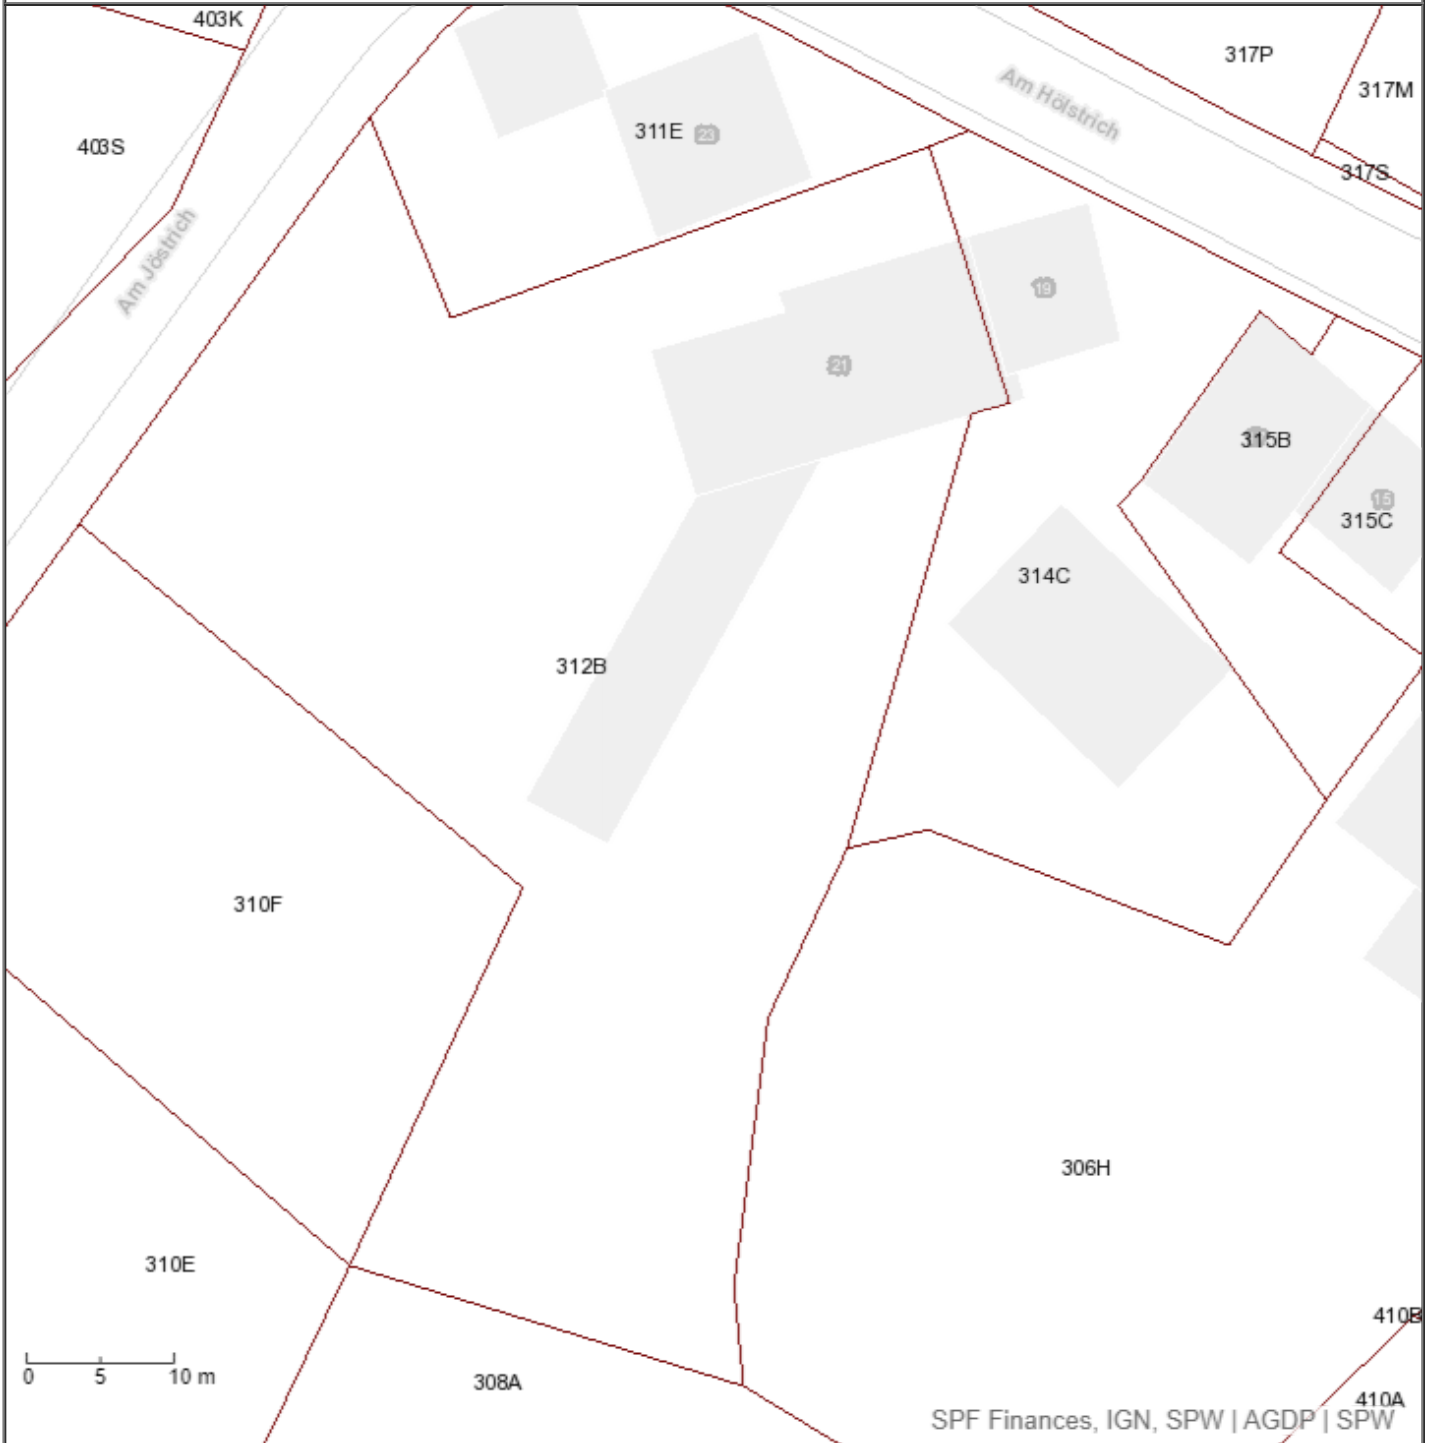 403K
317P
317M
Am Hölstrich
311E
23
403S
317S
Am Jöstrich
19
21
315B
15
315C
314C
312B
310F
306H
310E
410B
0 5 10 m
308A
410A
SPF Finances, IGN, SPW | AGDP | SPW